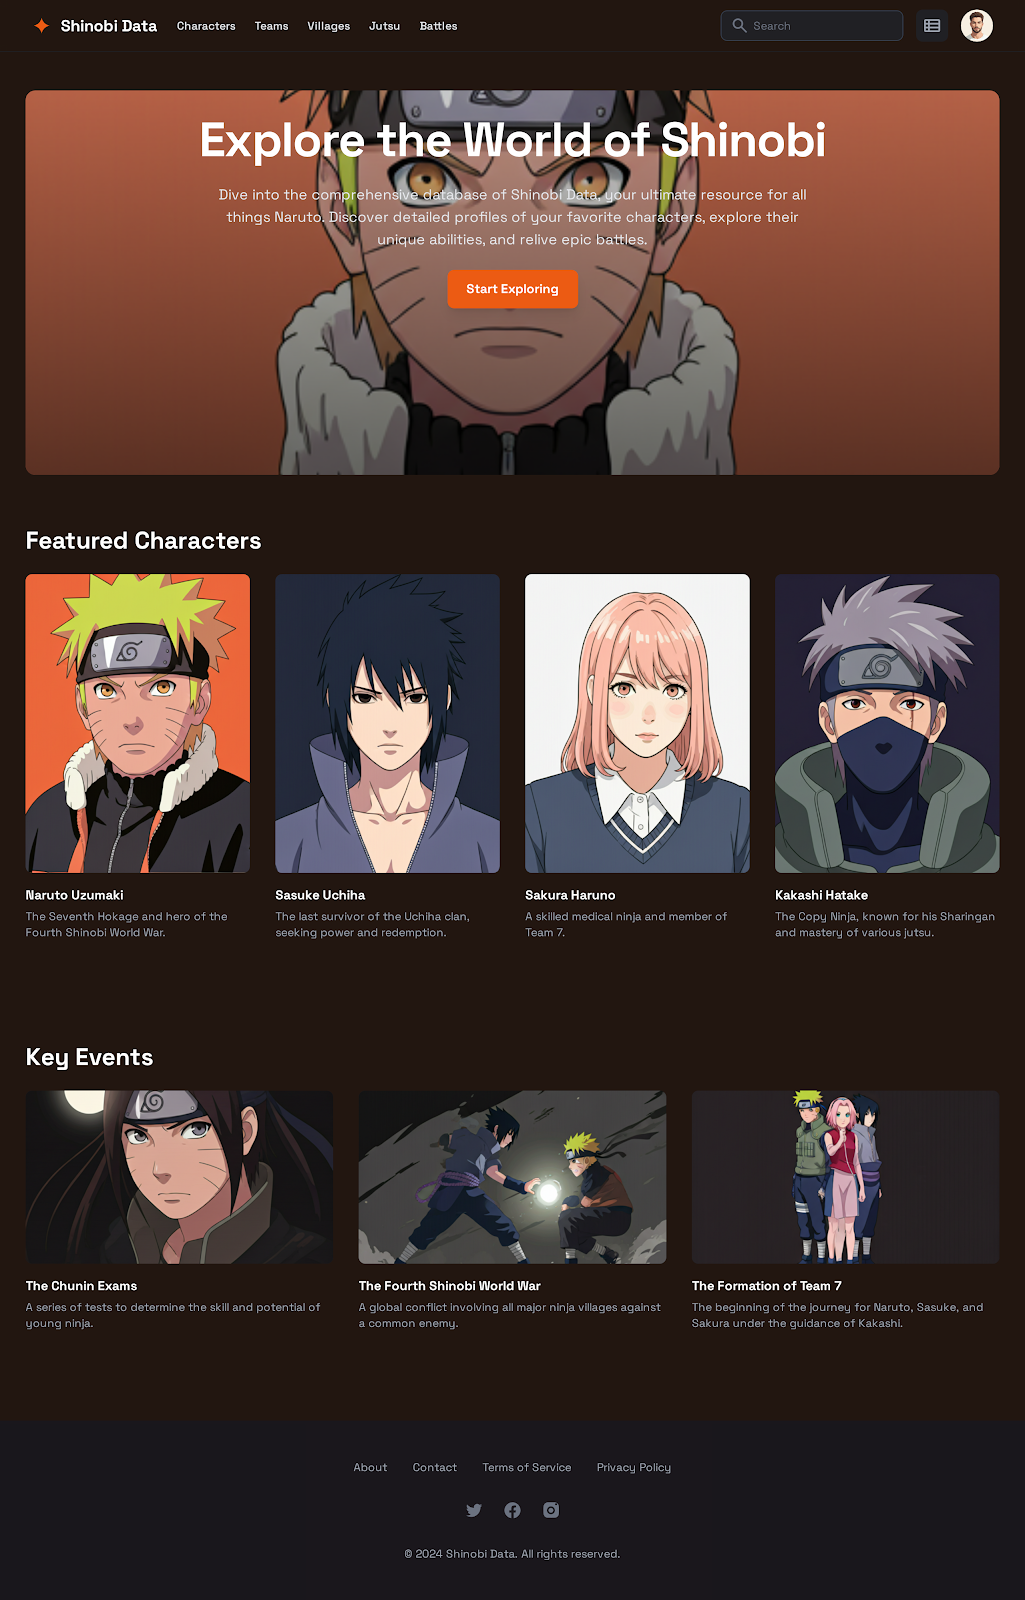 Shinobi Data
Characters
Teams
Villages
Jutsu
Battles
Search
Explore the World of Shinobi
Dive into the comprehensive database of Shinobi Data, your ultimate resource for all
things Naruto. Discover detailed profiles of your favorite characters, explore their
unique abilities, and relive epic battles.
Start Exploring
Featured Characters
Naruto Uzumaki
The Seventh Hokage and hero of the
Fourth Shinobi World War.
Sasuke Uchiha
The last survivor of the Uchiha clan,
seeking power and redemption.
Sakura Haruno
A skilled medical ninja and member of
Team 7.
Kakashi Hatake
The Copy Ninja, known for his Sharingan
and mastery of various jutsu.
Key Events
The Chunin Exams
A series of tests to determine the skill and potential of
young ninja.
The Fourth Shinobi World War
A global conflict involving all major ninja villages against
a common enemy.
The Formation of Team 7
The beginning of the journey for Naruto, Sasuke, and
Sakura under the guidance of Kakashi.
About
Contact
Terms of Service
Privacy Policy
© 2024 Shinobi Data. All rights reserved.